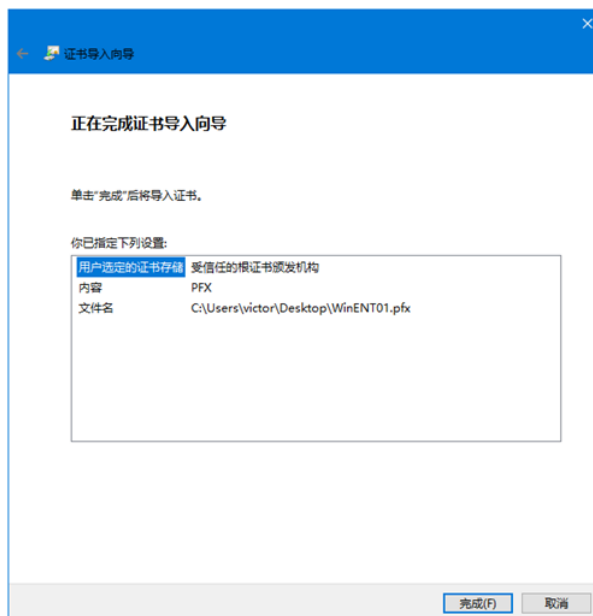 证书导入向导
正在完成证书导入向导
单击“完成”后将导入证书。
你已指定下列设置:
用户选定的证书存储 受信任的根证书颁发机构
内容 PFX
文件名 C:\Users\victor\Desktop\WinENT01.pfx
完成(F) 取消